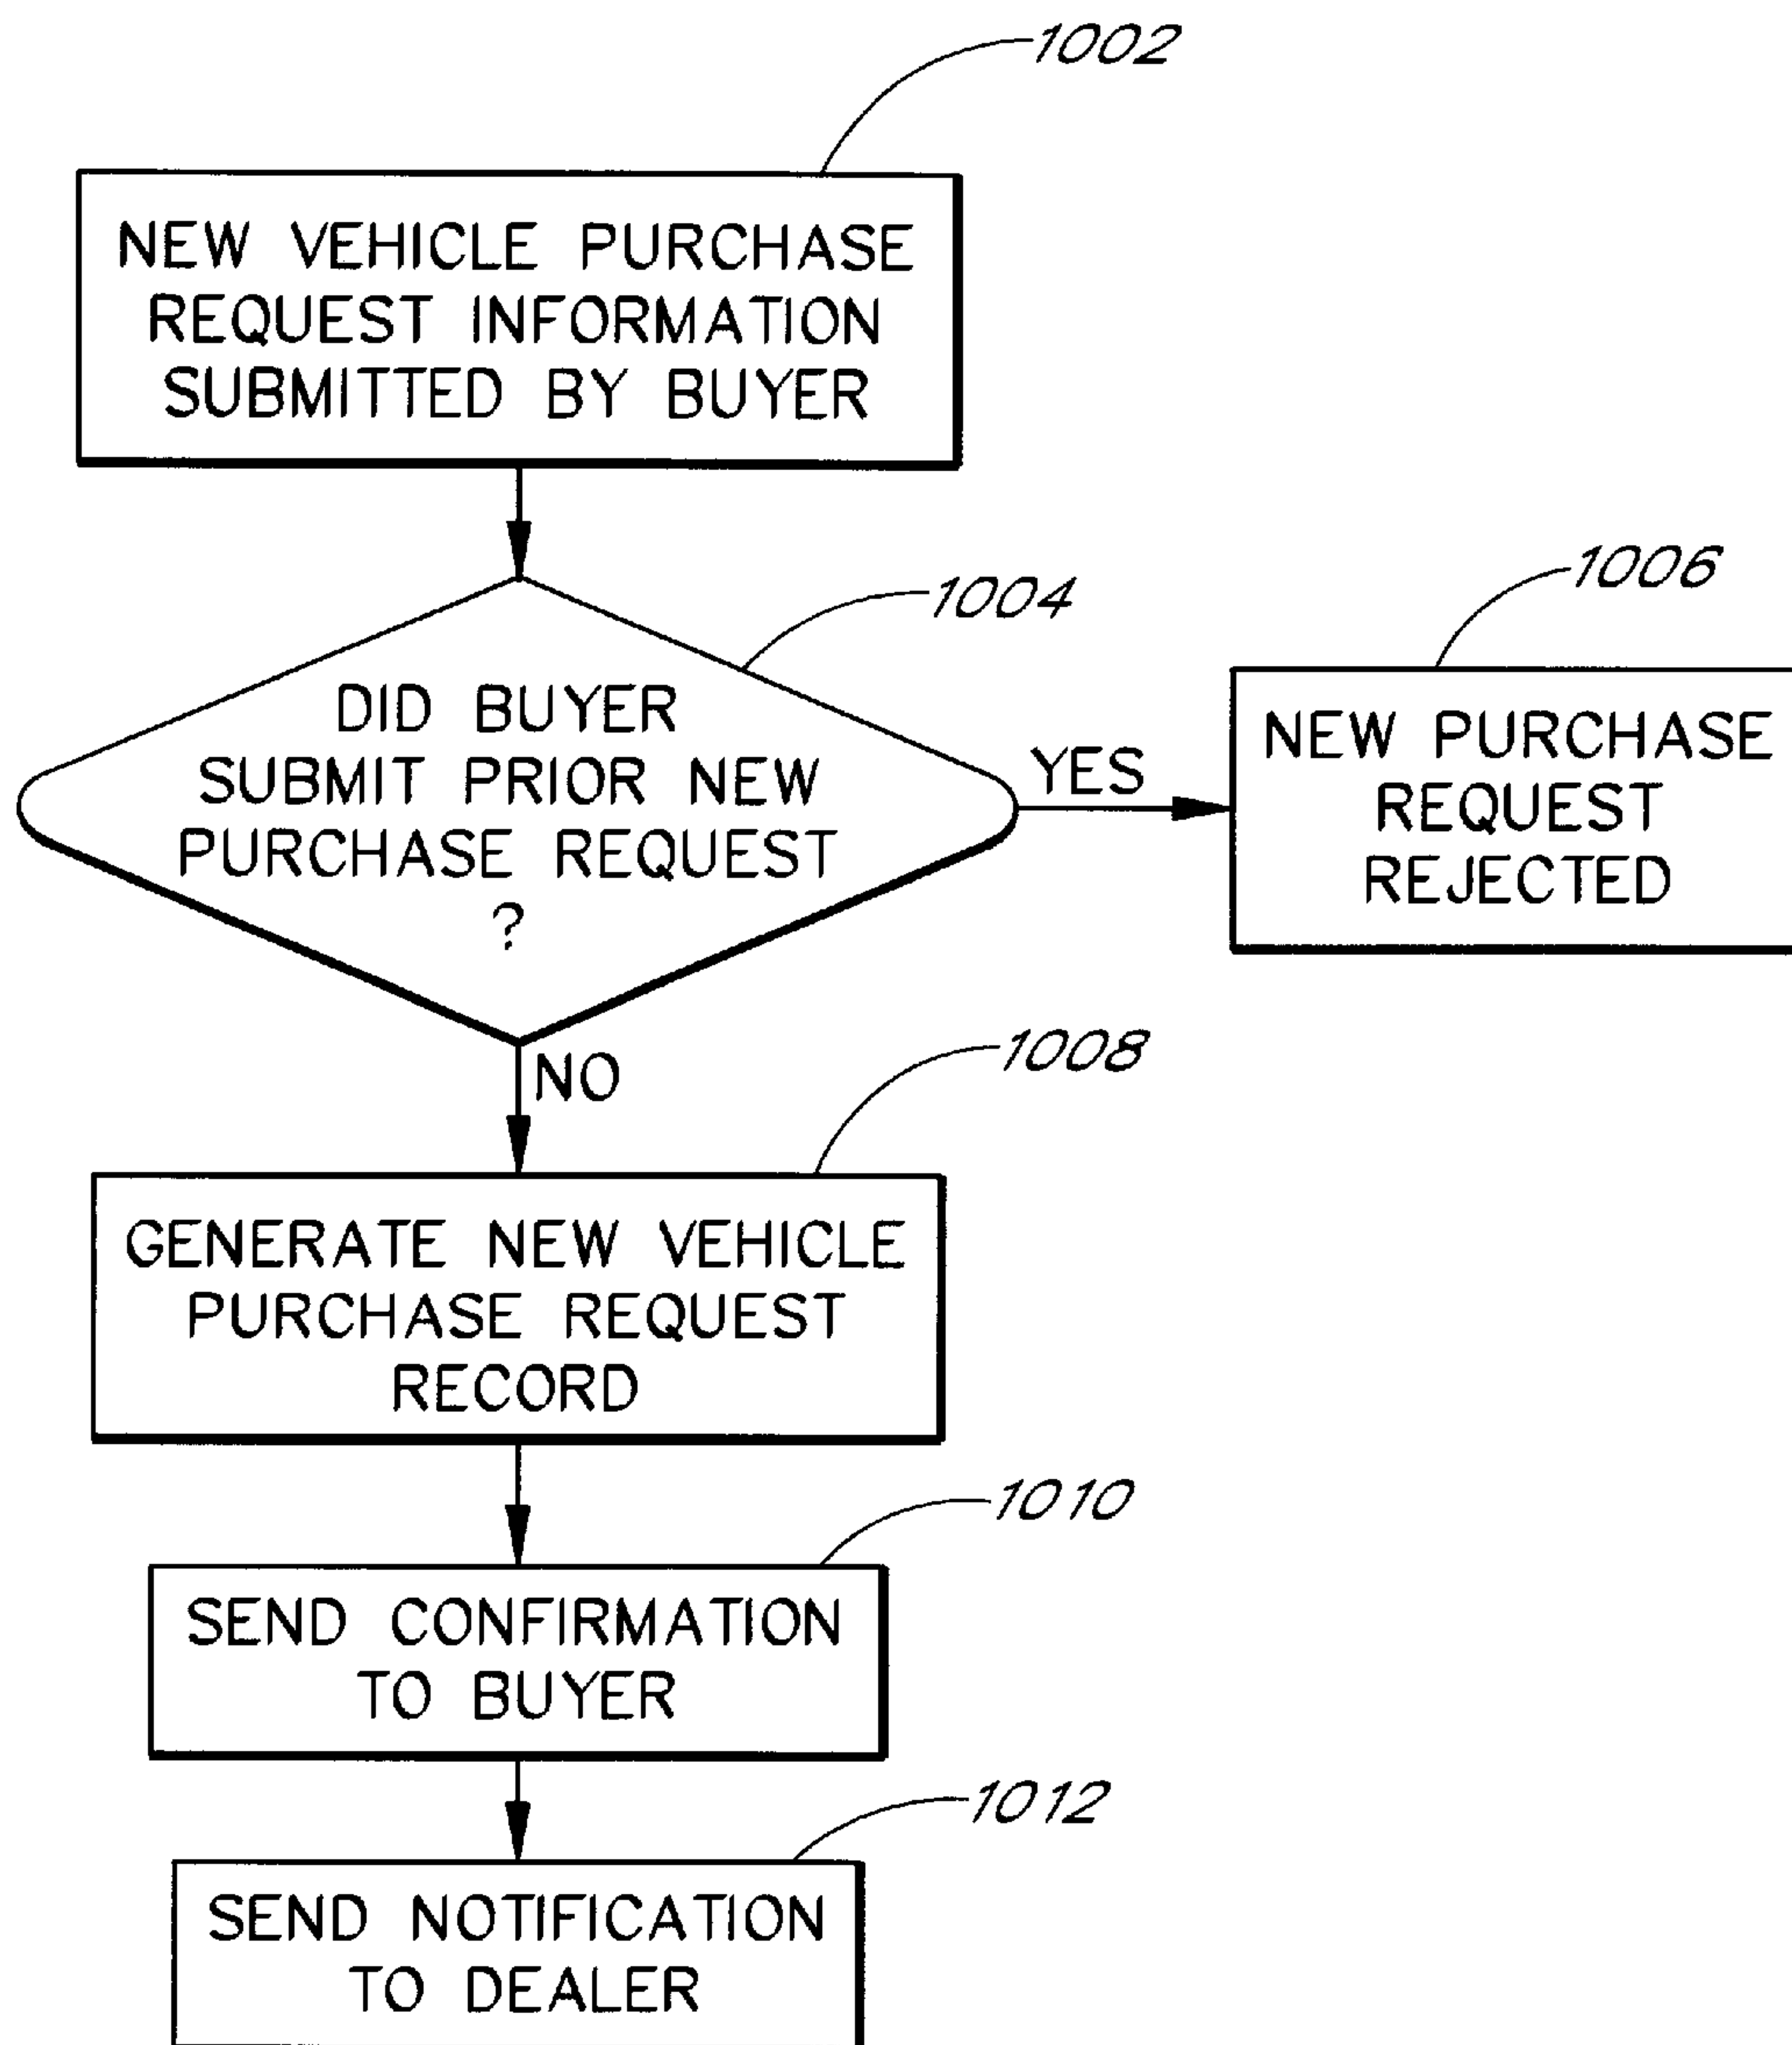 1002
NEW VEHICLE PURCHASE
REQUEST INFORMATION
SUBMITTED BY BUYER
1004
DID BUYER
SUBMIT PRIOR NEW
PURCHASE REQUEST
?
YES
1006
NEW PURCHASE
REQUEST
REJECTED
NO
1008
GENERATE NEW VEHICLE
PURCHASE REQUEST
RECORD
1010
SEND CONFIRMATION
TO BUYER
1012
SEND NOTIFICATION
TO DEALER